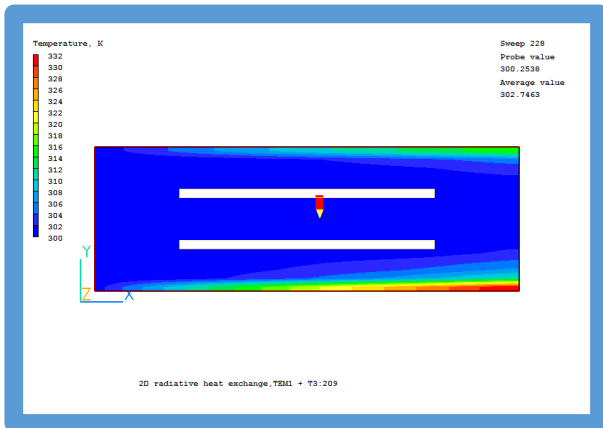 Temperature, K
332
330
328
326
324
322
320
318
316
314
312
310
308
306
304
302
300
Sweep 228
Probe value
300.2538
Average value
302.7463
Y
Z
X
2D radiative heat exchange,TEM1 + T3:209